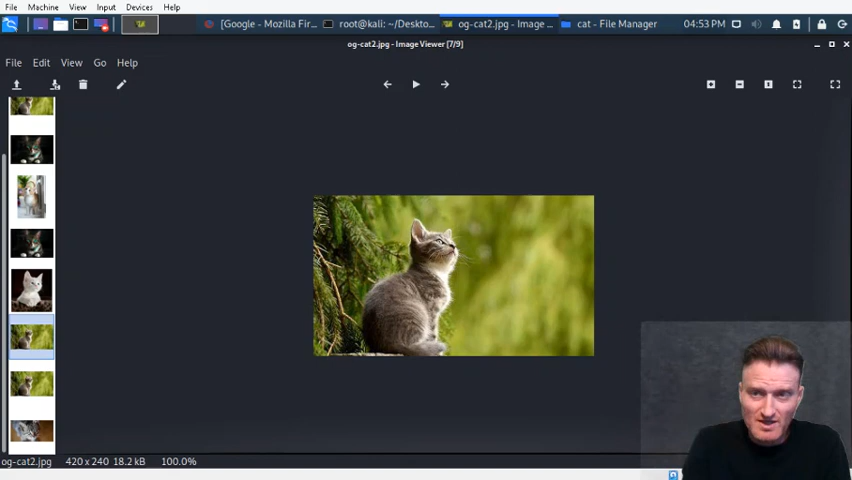 File Machine View Input Devices Help
[Google - Mozilla Fir... root@kali: ~/Deskto... og-cat2.jpg - Image ... cat - File Manager 04:53 PM
og-cat2.jpg - Image Viewer [7/9]
File Edit View Go Help
og-cat2.jpg 420 x 240 18.2 kB 100.0%